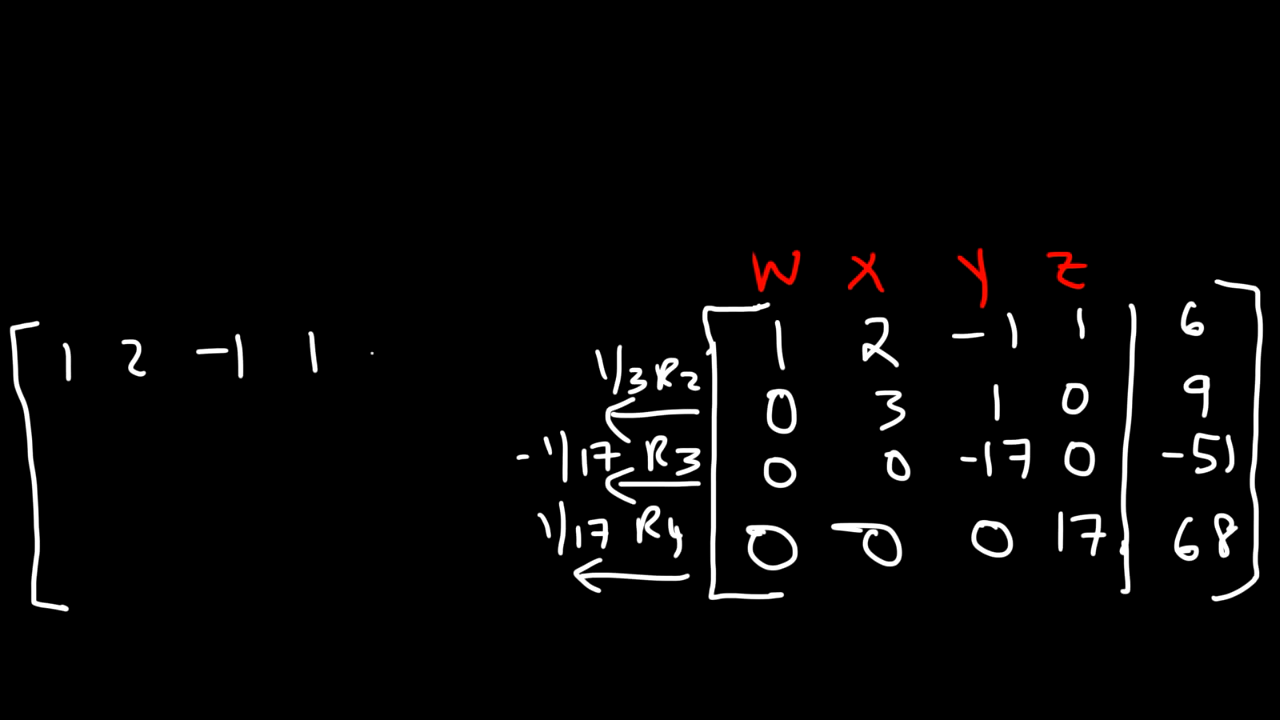 W X Y Z
1 2 -1 1 6
1 2 -1 1
1/3 R2
0 3 1 0 9
-1/17 R3
0 0 -17 0 -51
1/17 R4
0 0 0 17 68